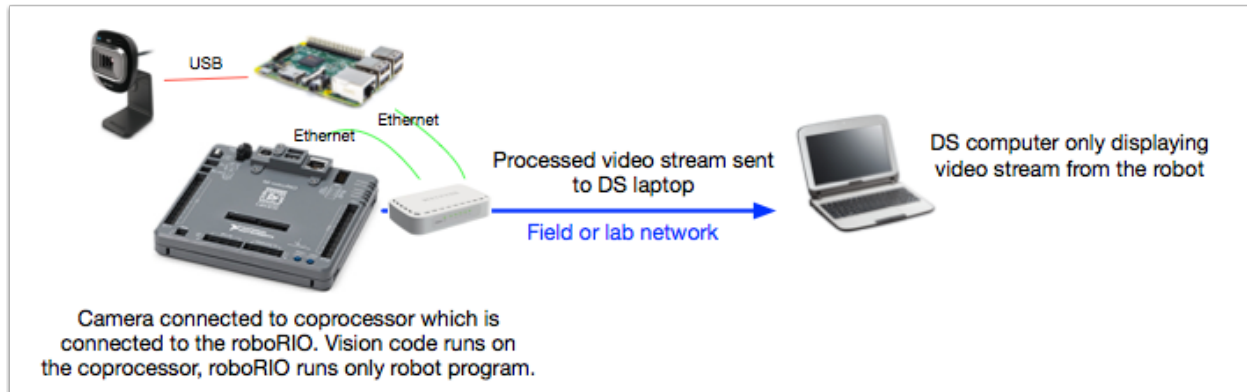 USB
Ethernet
Ethernet
Processed video stream sent
to DS laptop
Field or lab network
DS computer only displaying
video stream from the robot
Camera connected to coprocessor which is
connected to the roboRIO. Vision code runs on
the coprocessor, roboRIO runs only robot program.